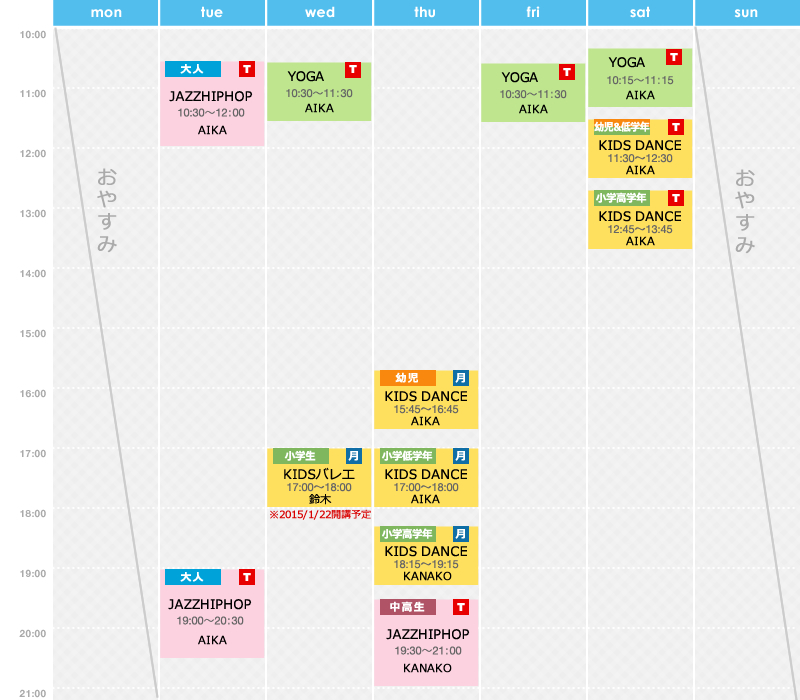 mon tue wed thu fri sat sun
10:00
11:00
12:00
13:00
14:00
15:00
16:00
17:00
18:00
19:00
20:00
21:00
おやすみ
大人 T
JAZZHIPHOP
10:30～12:00
AIKA
大人 T
JAZZHIPHOP
19:00～20:30
AIKA
YOGA T
10:30～11:30
AIKA
小学生 月
KIDSバレエ
17:00～18:00
鈴木
※2015/1/22開講予定
幼児 月
KIDS DANCE
15:45～16:45
AIKA
小学低学年 月
KIDS DANCE
17:00～18:00
AIKA
小学高学年 月
KIDS DANCE
18:15～19:15
KANAKO
中高生 T
JAZZHIPHOP
19:30～21:00
KANAKO
YOGA T
10:30～11:30
AIKA
YOGA T
10:15～11:15
AIKA
幼児&低学年 T
KIDS DANCE
11:30～12:30
AIKA
小学高学年 T
KIDS DANCE
12:45～13:45
AIKA
おやすみ